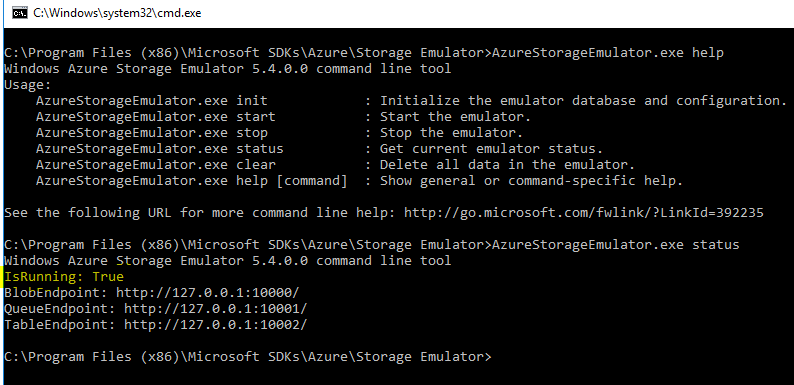 C:\Windows\system32\cmd.exe
C:\Program Files (x86)\Microsoft SDKs\Azure\Storage Emulator>AzureStorageEmulator.exe help
Windows Azure Storage Emulator 5.4.0.0 command line tool
Usage:
    AzureStorageEmulator.exe init            : Initialize the emulator database and configuration.
    AzureStorageEmulator.exe start           : Start the emulator.
    AzureStorageEmulator.exe stop            : Stop the emulator.
    AzureStorageEmulator.exe status          : Get current emulator status.
    AzureStorageEmulator.exe clear           : Delete all data in the emulator.
    AzureStorageEmulator.exe help [command]  : Show general or command-specific help.
See the following URL for more command line help: http://go.microsoft.com/fwlink/?LinkId=392235
C:\Program Files (x86)\Microsoft SDKs\Azure\Storage Emulator>AzureStorageEmulator.exe status
Windows Azure Storage Emulator 5.4.0.0 command line tool
IsRunning: True
BlobEndpoint: http://127.0.0.1:10000/
QueueEndpoint: http://127.0.0.1:10001/
TableEndpoint: http://127.0.0.1:10002/
C:\Program Files (x86)\Microsoft SDKs\Azure\Storage Emulator>